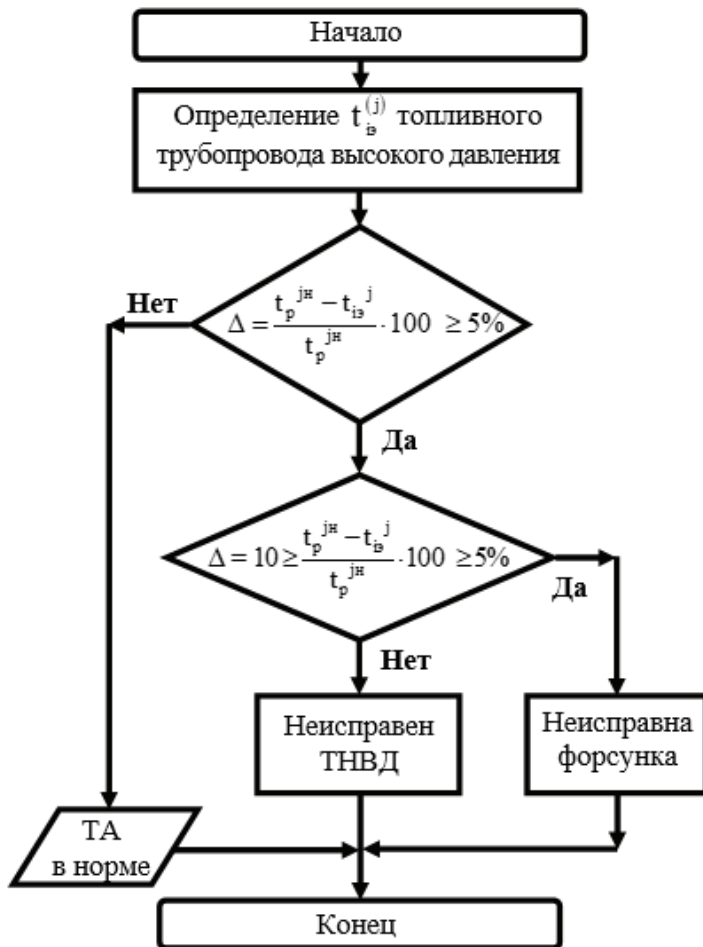 Начало
Определение t_iэ^(j) топливного
трубопровода высокого давления
Нет
Δ = (t_p^jн − t_iэ^j) / t_p^jн · 100 ≥ 5%
Да
Δ = 10 ≥ (t_p^jн − t_iэ^j) / t_p^jн · 100 ≥ 5%
Да
Нет
Неисправен
ТНВД
Неисправна
форсунка
ТА
в норме
Конец